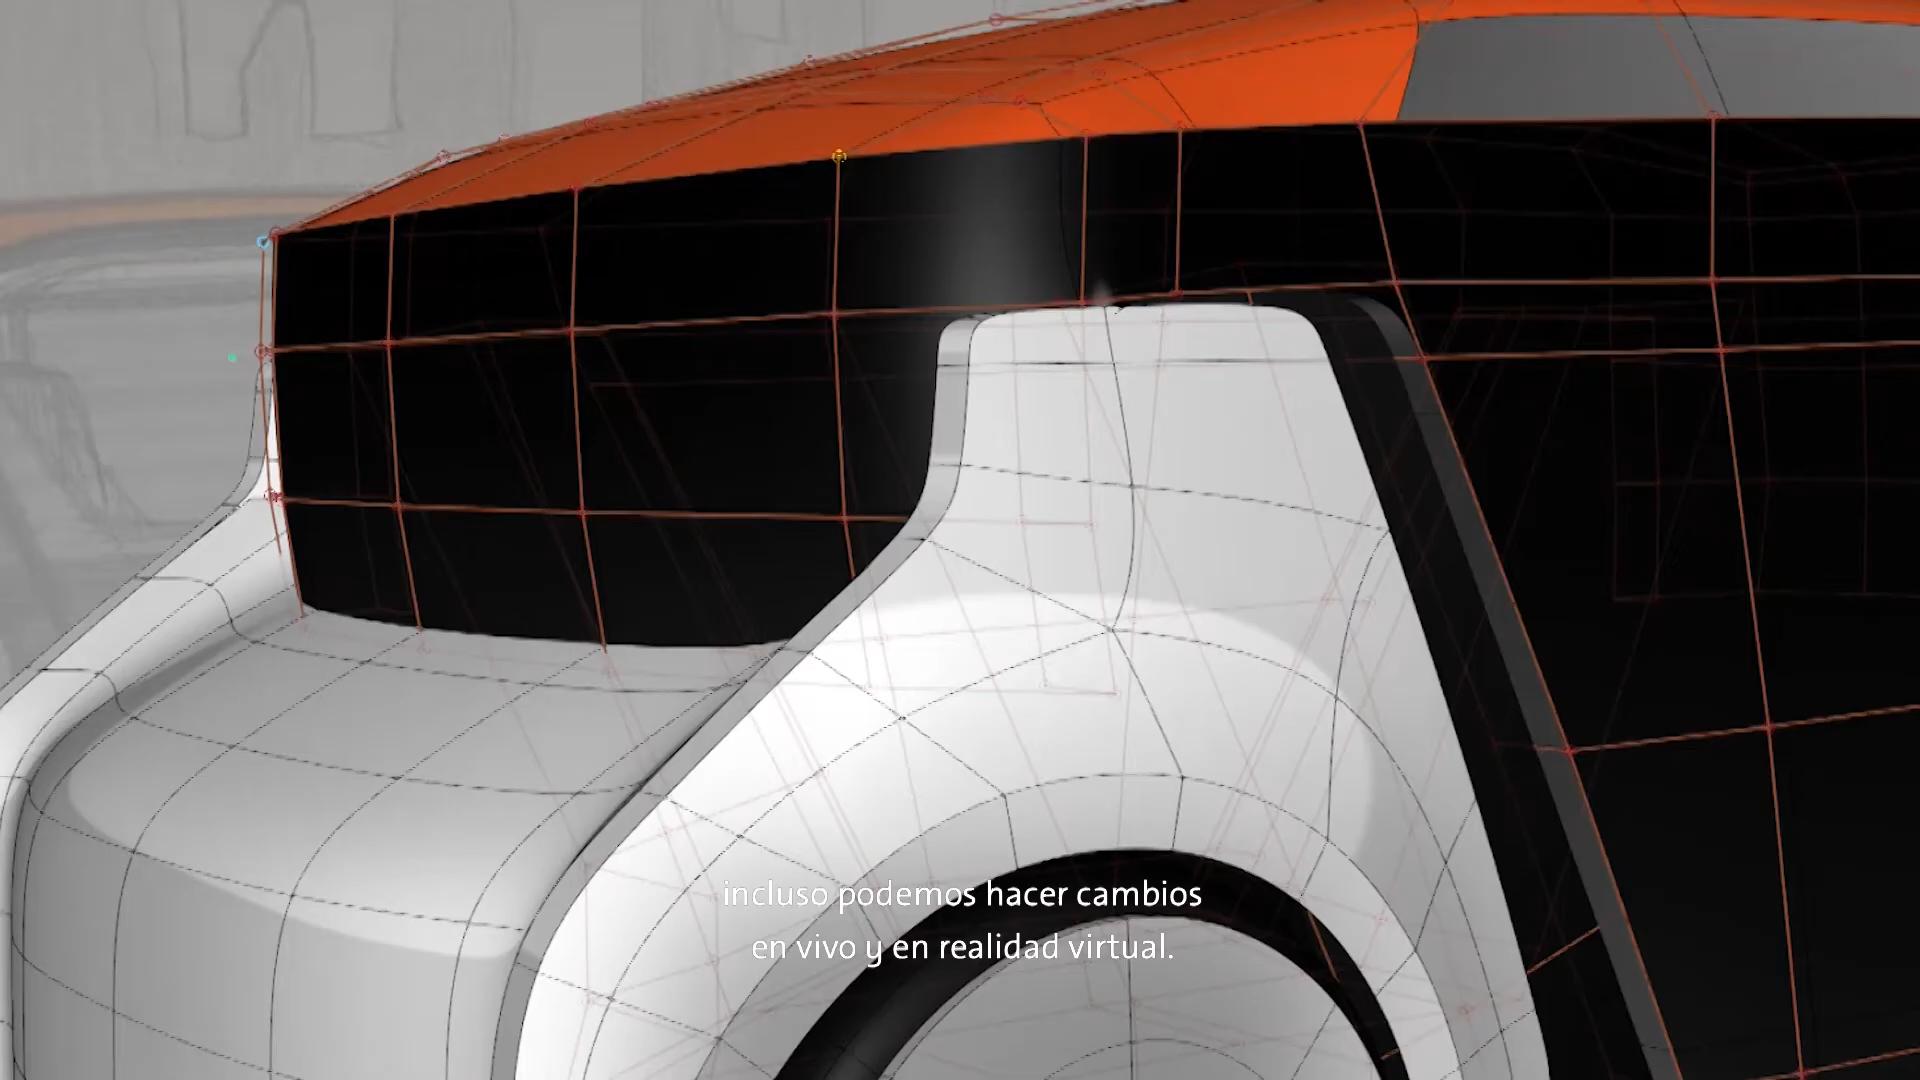 incluso podemos hacer cambios
en vivo y en realidad virtual.